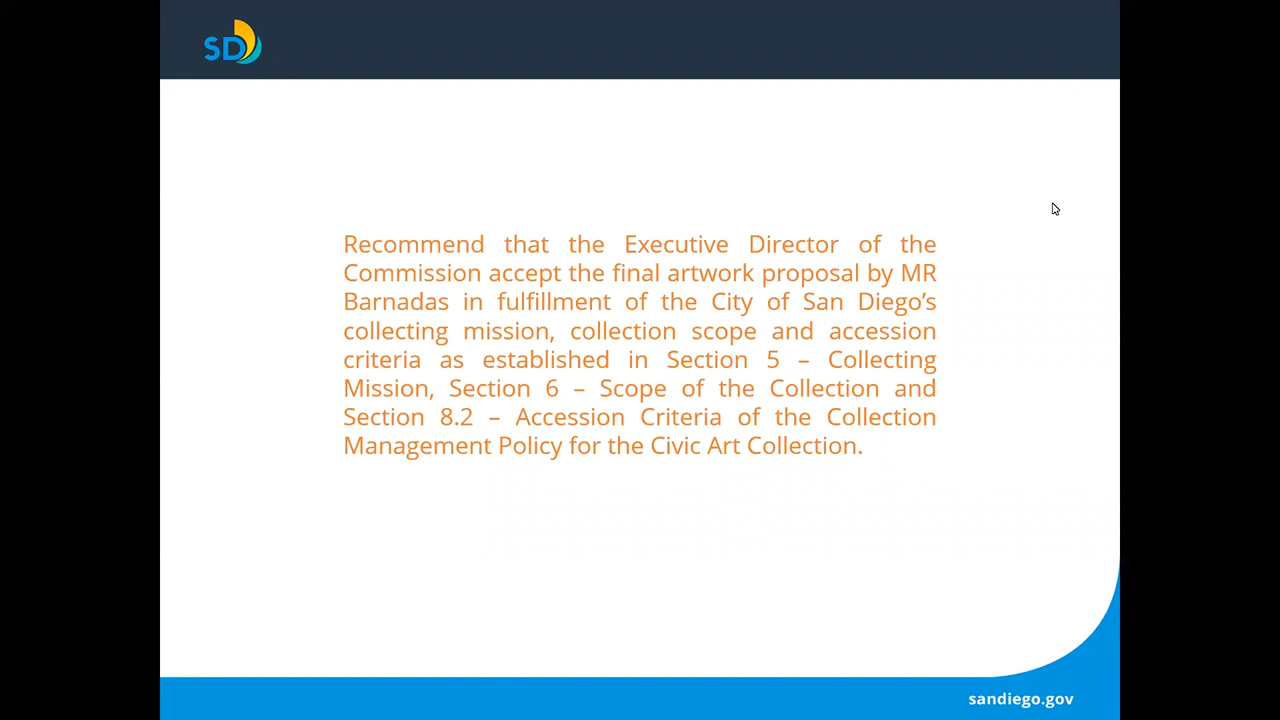 SD
Recommend that the Executive Director of the
Commission accept the final artwork proposal by MR
Barnadas in fulfillment of the City of San Diego’s
collecting mission, collection scope and accession
criteria as established in Section 5 – Collecting
Mission, Section 6 – Scope of the Collection and
Section 8.2 – Accession Criteria of the Collection
Management Policy for the Civic Art Collection.
sandiego.gov